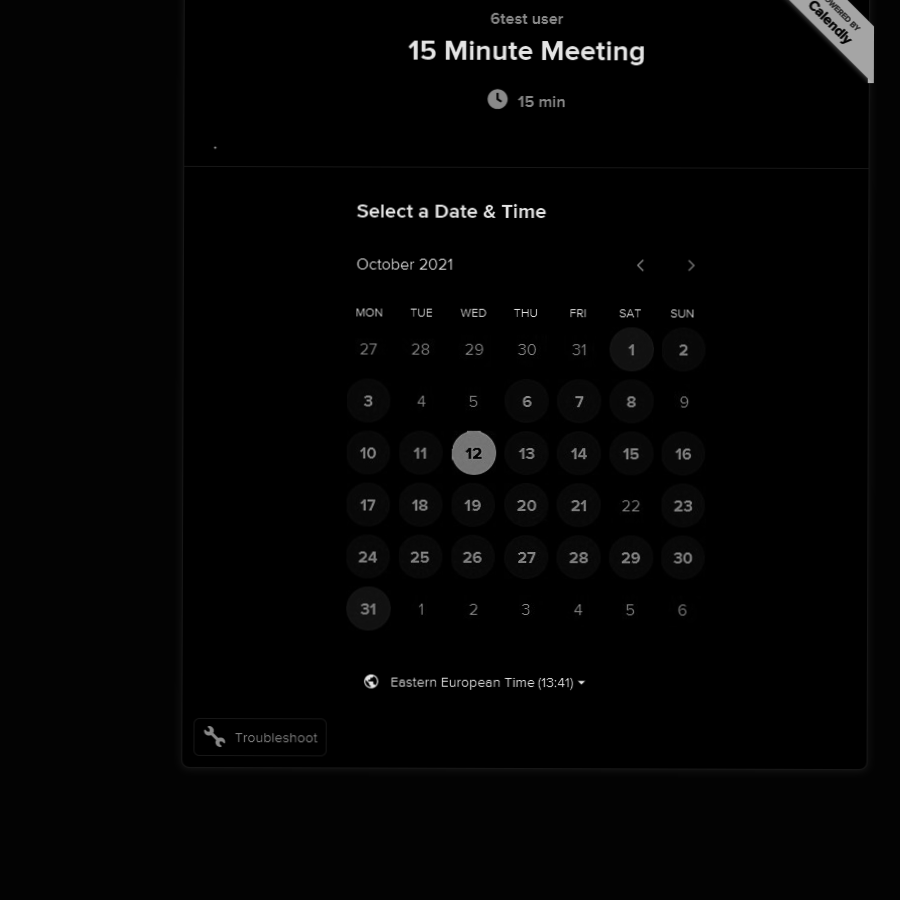 POWERED BY
Calendly
6test user
15 Minute Meeting
15 min
Select a Date & Time
October 2021
MON TUE WED THU FRI SAT SUN
27 28 29 30 31 1 2
3 4 5 6 7 8 9
10 11 12 13 14 15 16
17 18 19 20 21 22 23
24 25 26 27 28 29 30
31 1 2 3 4 5 6
Eastern European Time (13:41)
Troubleshoot